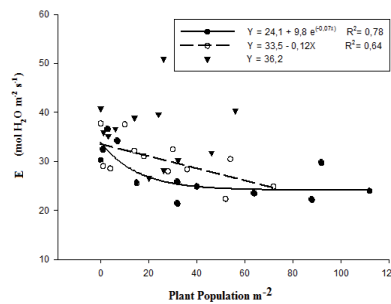 Y = 24,1 + 9,8 e(-0,07x) R²= 0,78
Y = 33,5 - 0,12X R²= 0,64
Y = 36,2
60
50
40
30
20
10
E (mol H₂O m⁻² s⁻¹)
0 20 40 60 80 100 120
Plant Population m⁻²